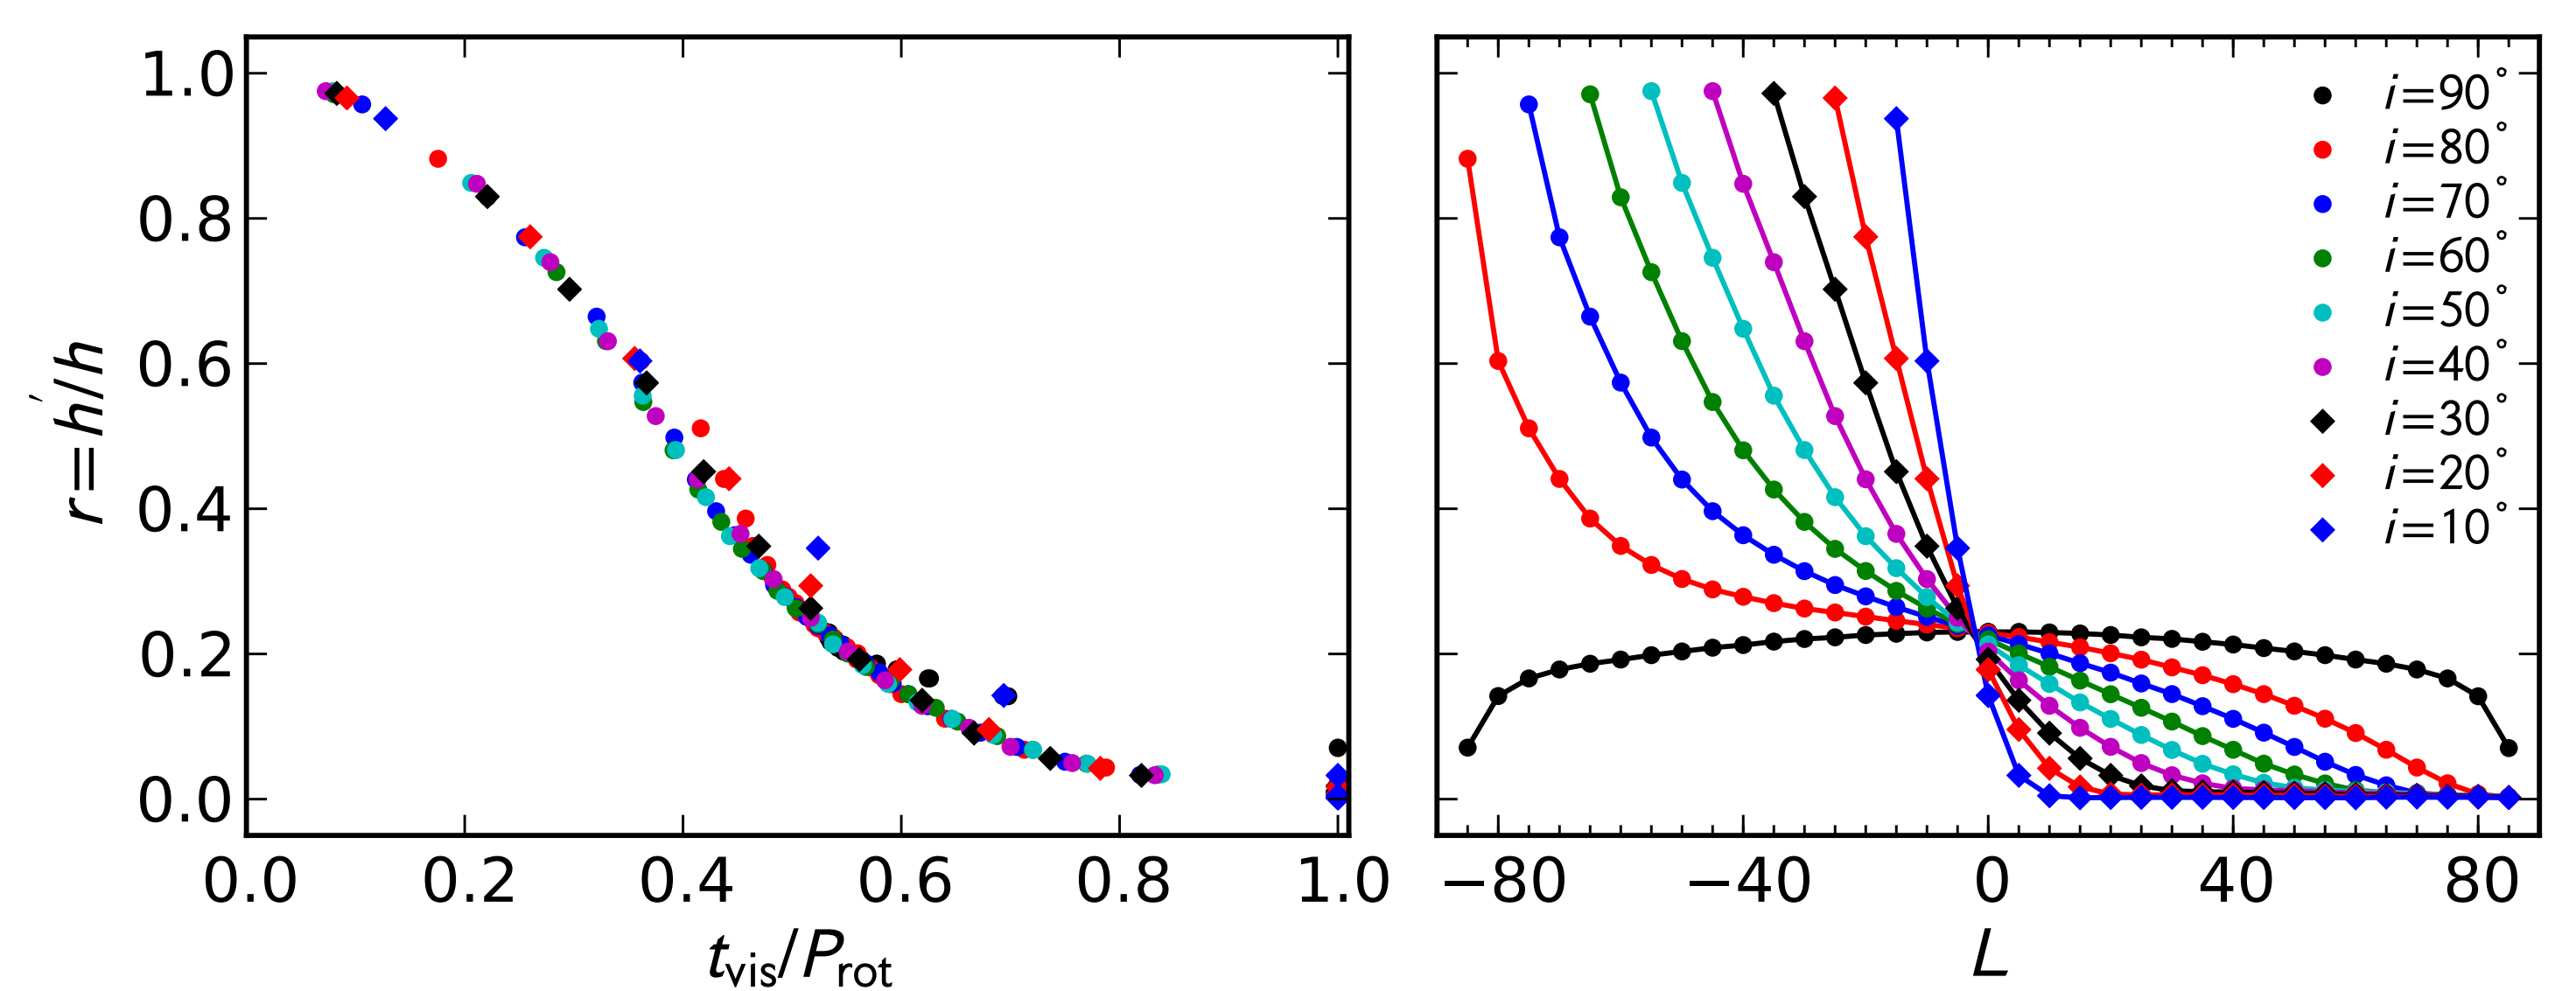 1.0
0.8
0.6
0.4
0.2
0.0
r=h′/h
0.0 0.2 0.4 0.6 0.8 1.0
t_vis/P_rot
i=90°
i=80°
i=70°
i=60°
i=50°
i=40°
i=30°
i=20°
i=10°
−80 −40 0 40 80
L